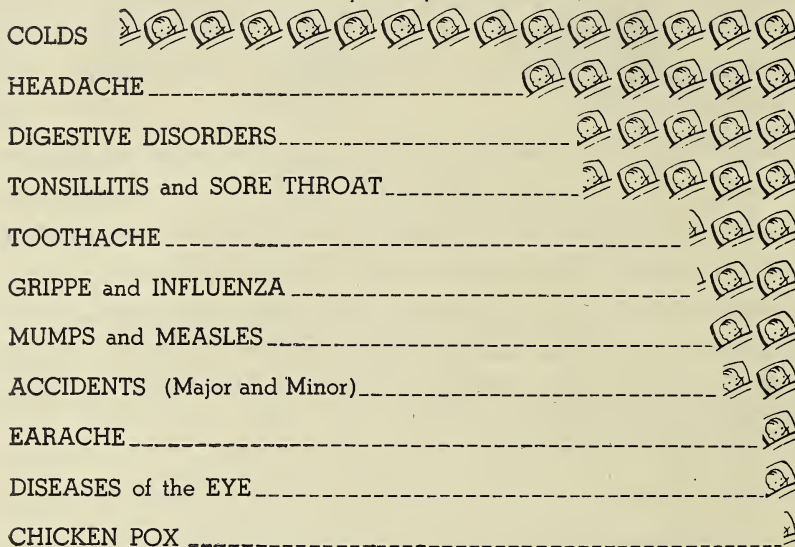 COLDS
HEADACHE
DIGESTIVE DISORDERS
TONSILLITIS and SORE THROAT
TOOTHACHE
GRIPPE and INFLUENZA
MUMPS and MEASLES
ACCIDENTS (Major and Minor)
EARACHE
DISEASES of the EYE
CHICKEN POX